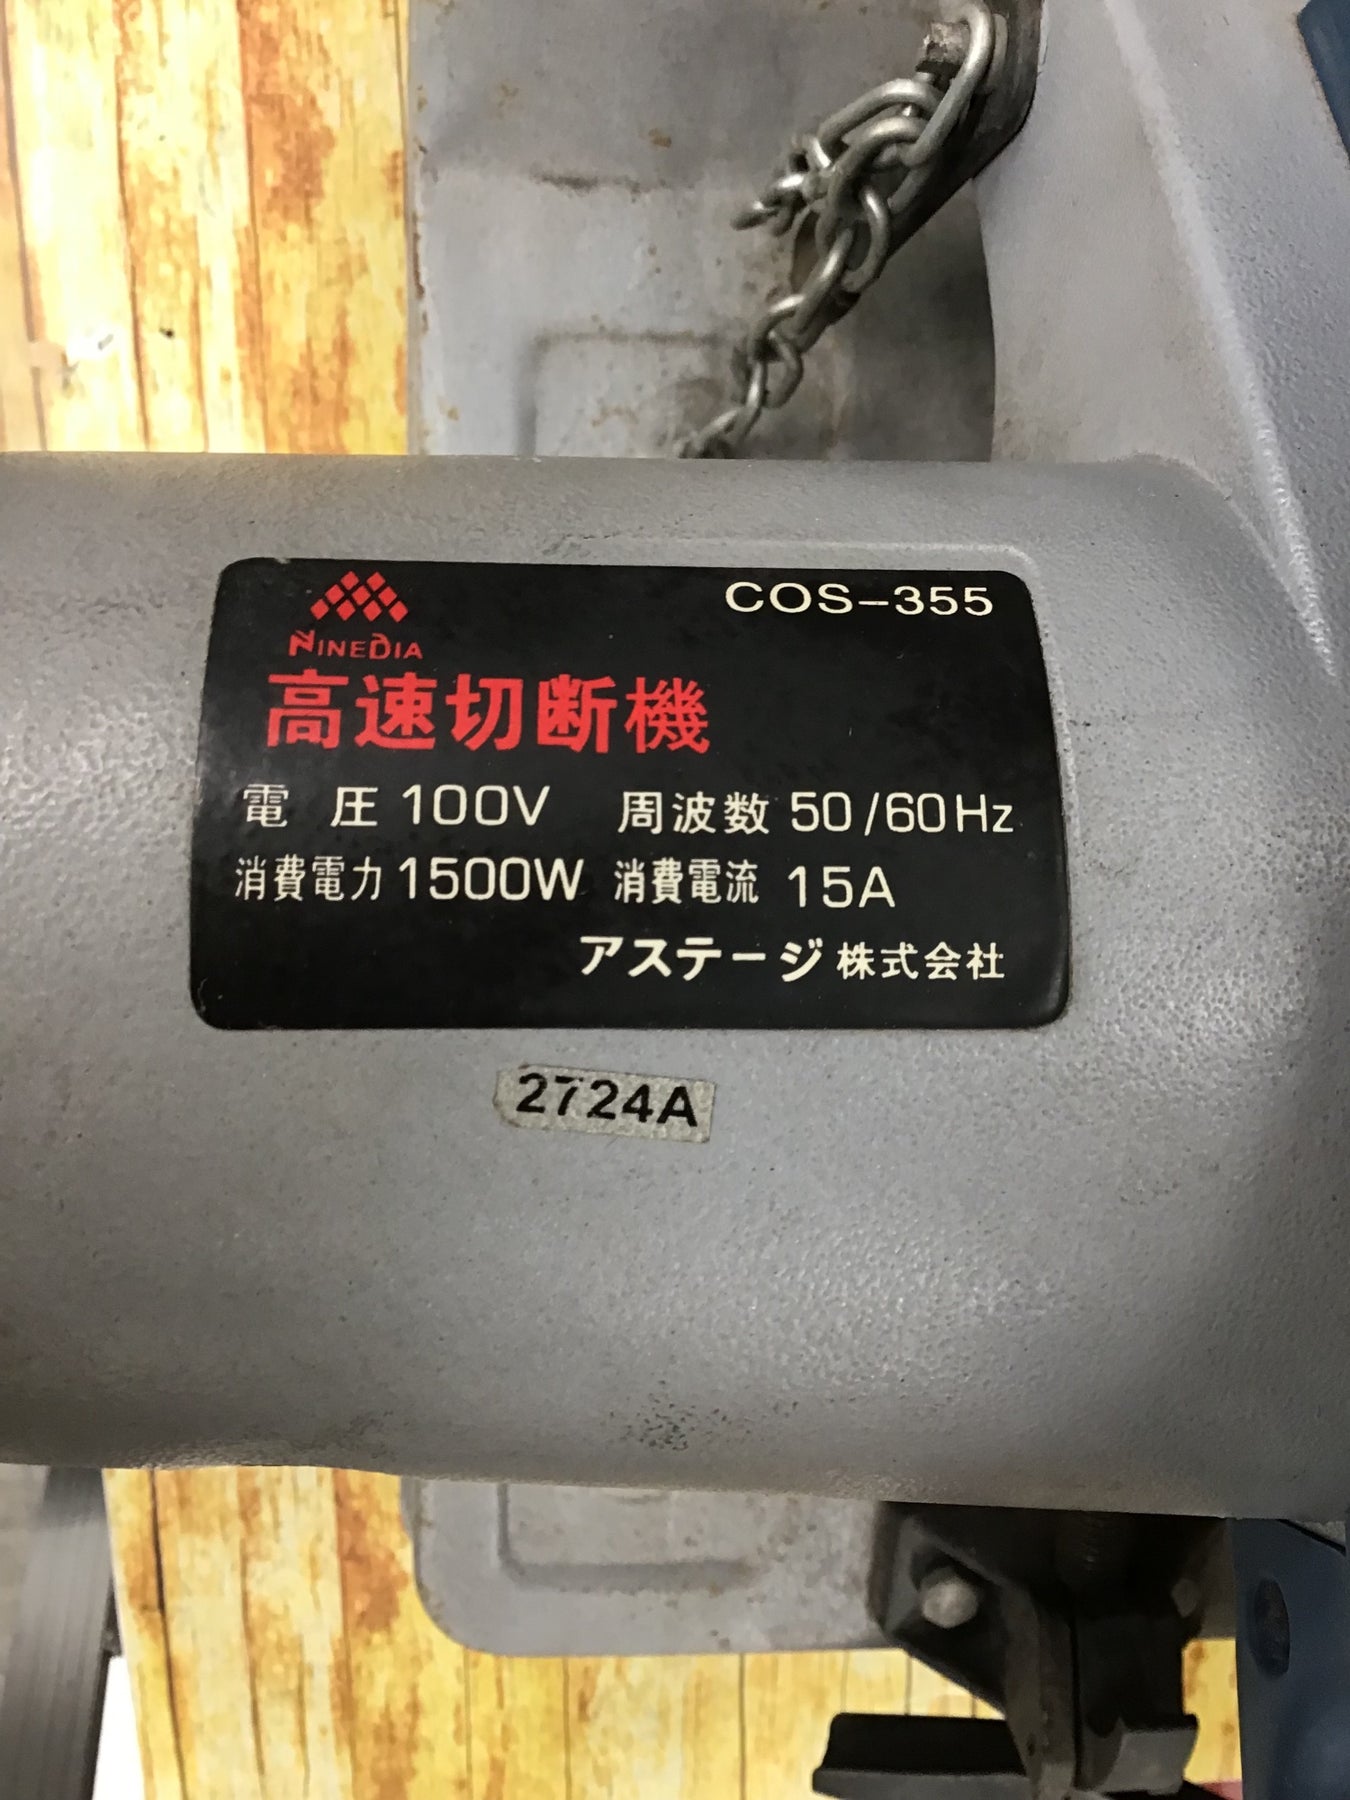 COS-355
NINEDIA
高速切断機
電圧 100V 周波数 50/60Hz
消費電力 1500W 消費電流 15A
アステージ株式会社
2724A